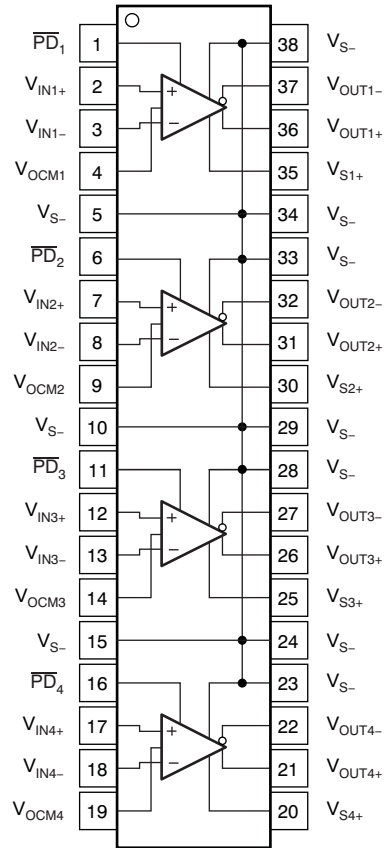 PD1 1 38 VS–
VIN1+ 2 + 37 VOUT1–
VIN1– 3 – 36 VOUT1+
VOCM1 4 35 VS1+
VS– 5 34 VS–
PD2 6 33 VS–
VIN2+ 7 + 32 VOUT2–
VIN2– 8 – 31 VOUT2+
VOCM2 9 30 VS2+
VS– 10 29 VS–
PD3 11 28 VS–
VIN3+ 12 + 27 VOUT3–
VIN3– 13 – 26 VOUT3+
VOCM3 14 25 VS3+
VS– 15 24 VS–
PD4 16 23 VS–
VIN4+ 17 + 22 VOUT4–
VIN4– 18 – 21 VOUT4+
VOCM4 19 20 VS4+